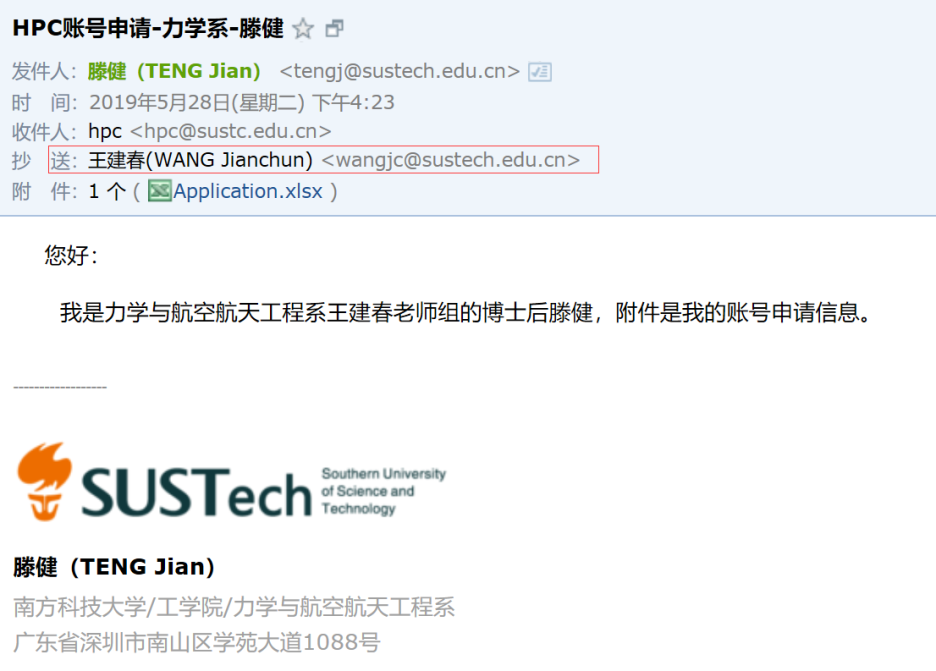 HPC账号申请-力学系-滕健
发件人：滕健（TENG Jian） <tengj@sustech.edu.cn>
时 间：2019年5月28日(星期二) 下午4:23
收件人：hpc <hpc@sustc.edu.cn>
抄 送：王建春(WANG Jianchun) <wangjc@sustech.edu.cn>
附 件：1 个 ( Application.xlsx )
您好：
我是力学与航空航天工程系王建春老师组的博士后滕健，附件是我的账号申请信息。
------------------
SUSTech
Southern University
of Science and
Technology
滕健（TENG Jian）
南方科技大学/工学院/力学与航空航天工程系
广东省深圳市南山区学苑大道1088号